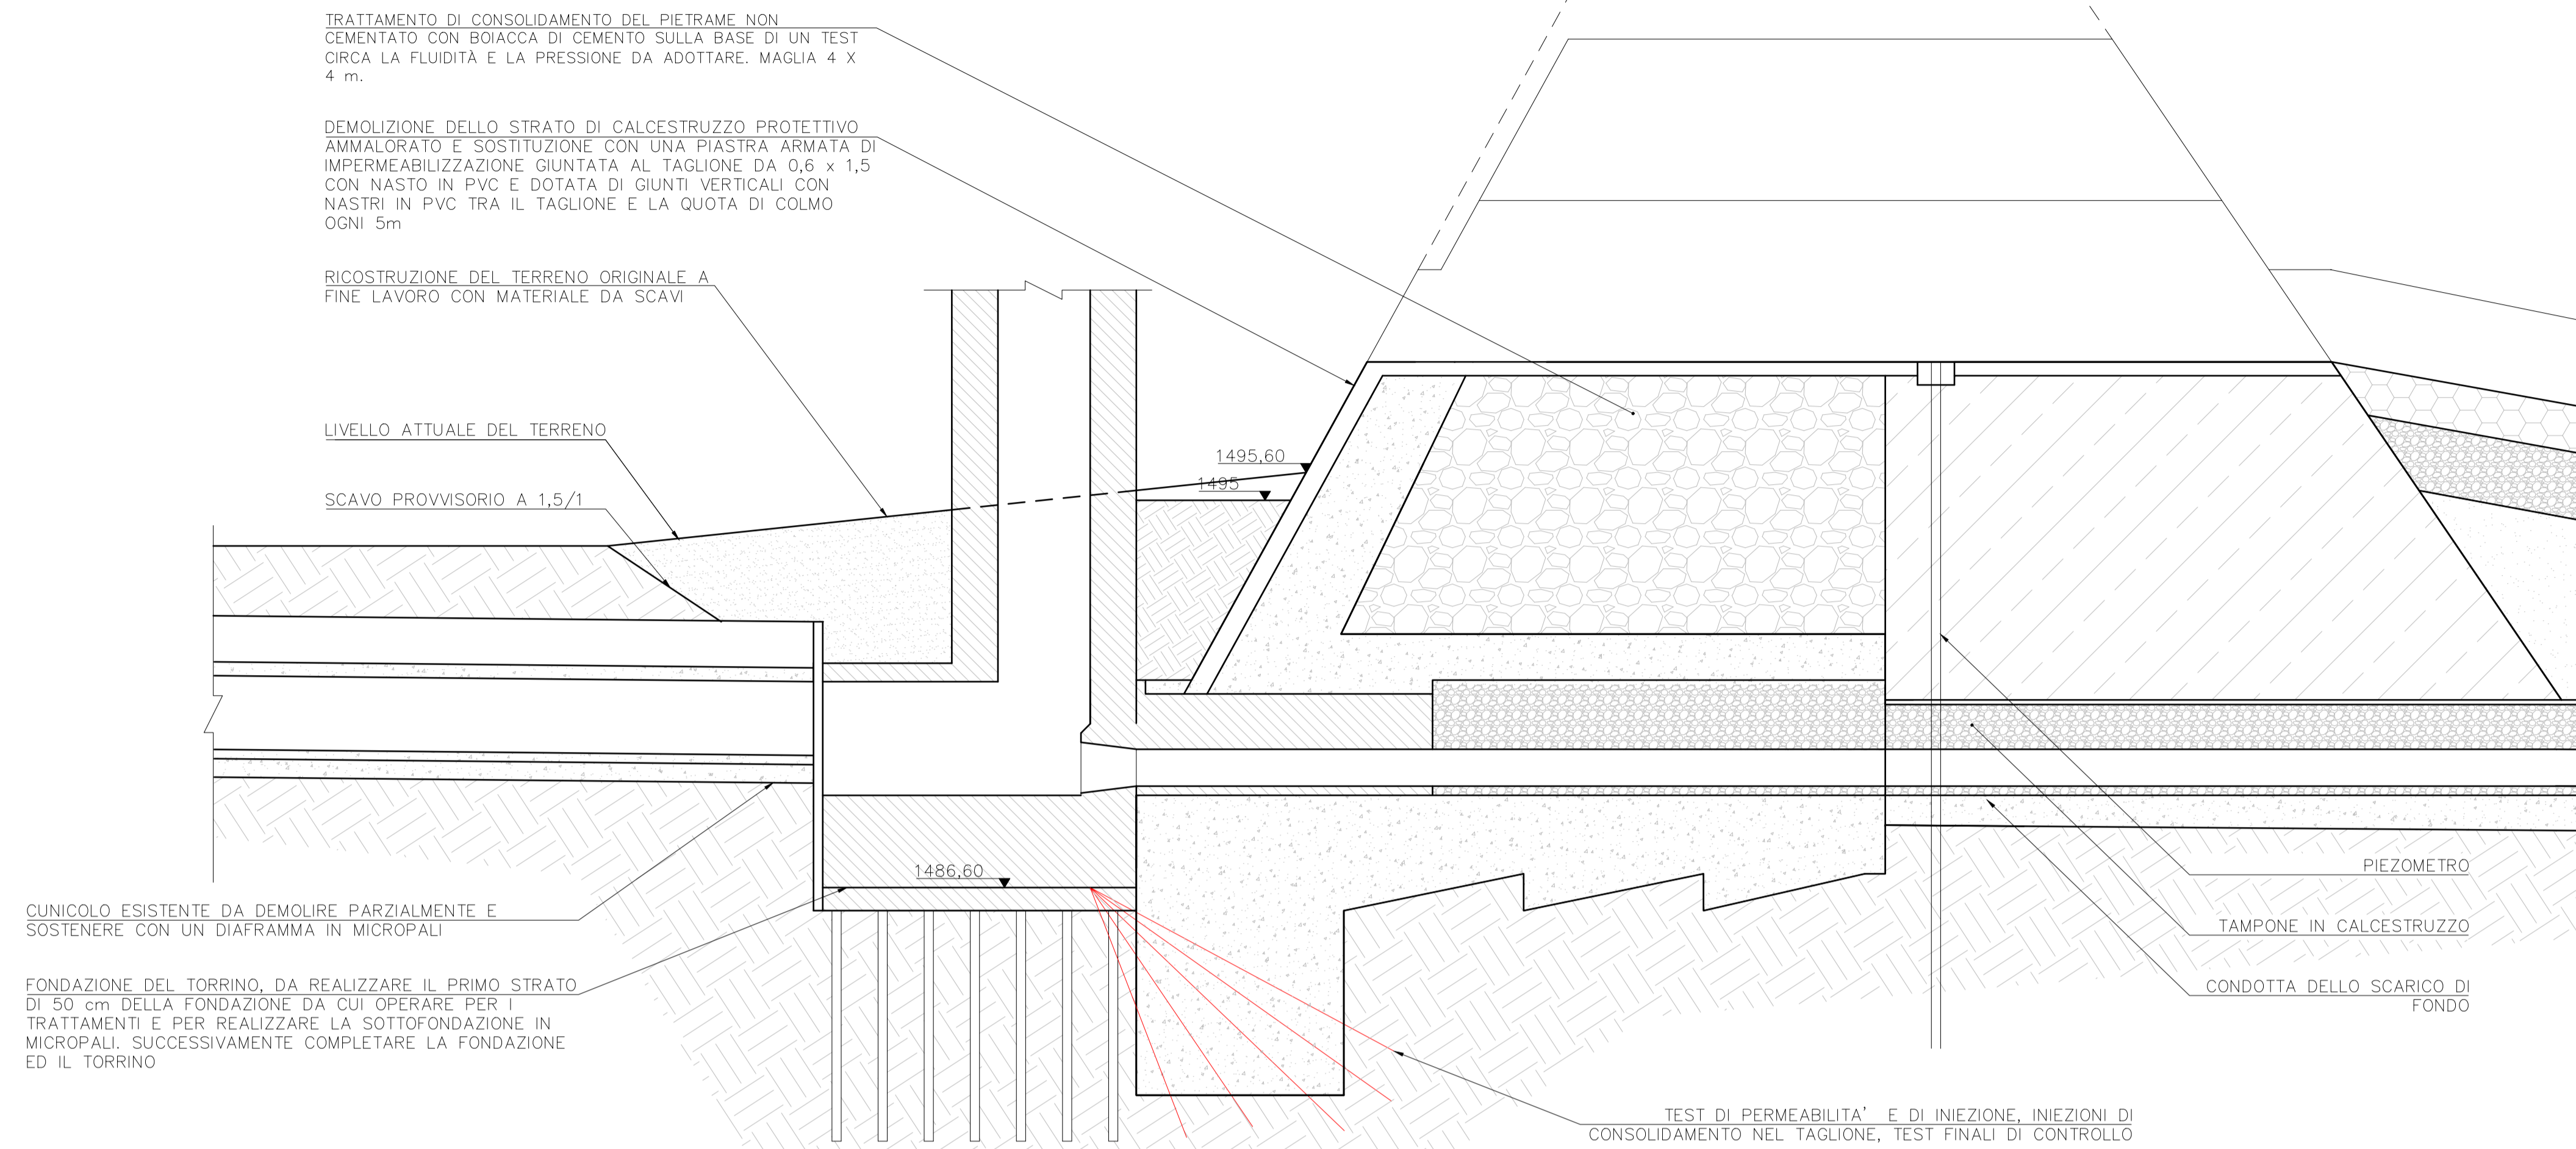 TRATTAMENTO DI CONSOLIDAMENTO DEL PIETRAME NON
CEMENTATO CON BOIACCA DI CEMENTO SULLA BASE DI UN TEST
CIRCA LA FLUIDITÀ E LA PRESSIONE DA ADOTTARE. MAGLIA 4 X
4 m.
DEMOLIZIONE DELLO STRATO DI CALCESTRUZZO PROTETTIVO
AMMALORATO E SOSTITUZIONE CON UNA PIASTRA ARMATA DI
IMPERMEABILIZZAZIONE GIUNTATA AL TAGLIONE DA 0,6 x 1,5
CON NASTO IN PVC E DOTATA DI GIUNTI VERTICALI CON
NASTRI IN PVC TRA IL TAGLIONE E LA QUOTA DI COLMO
OGNI 5m
RICOSTRUZIONE DEL TERRENO ORIGINALE A
FINE LAVORO CON MATERIALE DA SCAVI
LIVELLO ATTUALE DEL TERRENO
SCAVO PROVVISORIO A 1,5/1
1495,60
1495
1486,60
CUNICOLO ESISTENTE DA DEMOLIRE PARZIALMENTE E
SOSTENERE CON UN DIAFRAMMA IN MICROPALI
FONDAZIONE DEL TORRINO, DA REALIZZARE IL PRIMO STRATO
DI 50 cm DELLA FONDAZIONE DA CUI OPERARE PER I
TRATTAMENTI E PER REALIZZARE LA SOTTOFONDAZIONE IN
MICROPALI. SUCCESSIVAMENTE COMPLETARE LA FONDAZIONE
ED IL TORRINO
PIEZOMETRO
TAMPONE IN CALCESTRUZZO
CONDOTTA DELLO SCARICO DI
FONDO
TEST DI PERMEABILITA' E DI INIEZIONE, INIEZIONI DI
CONSOLIDAMENTO NEL TAGLIONE, TEST FINALI DI CONTROLLO